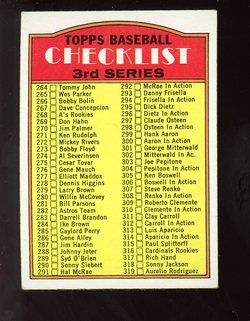 TOPPS BASEBALL
CHECKLIST
3rd SERIES
264 Tommy John
265 Wes Parker
266 Bobby Bolin
267 Dave Concepcion
268 A's Rookies
269 Don Hahn
270 Jim Palmer
271 Ken Rudolph
272 Mickey Rivers
273 Bobby Floyd
274 Al Severinsen
275 Cesar Tovar
276 Gene Mauch
277 Elliott Maddox
278 Dennis Higgins
279 Larry Brown
280 Willie McCovey
281 Bill Parsons
282 Astros Team
283 Darrell Brandon
284 Ike Brown
285 Gaylord Perry
286 Gene Alley
287 Jim Hardin
288 Johnny Jeter
289 Syd O'Brien
290 Sonny Siebert
291 Hal McRae
292 McRae In Action
293 Danny Frisella
294 Frisella In Action
295 Dick Dietz
296 Dietz In Action
297 Claude Osteen
298 Osteen In Action
299 Hank Aaron
300 Aaron In Action
301 George Mitterwald
302 Mitterwald In Ac.
303 Joe Pepitone
304 Pepitone In Action
305 Ken Boswell
306 Boswell In Action
307 Steve Renko
308 Renko In Action
309 Roberto Clemente
310 Clemente In Action
311 Clay Carroll
312 Carroll In Action
313 Luis Aparicio
314 Aparicio In Action
315 Paul Splittorff
316 Cardinals Rookies
317 Rich Hand
318 Sonny Jackson
319 Aurelio Rodriguez